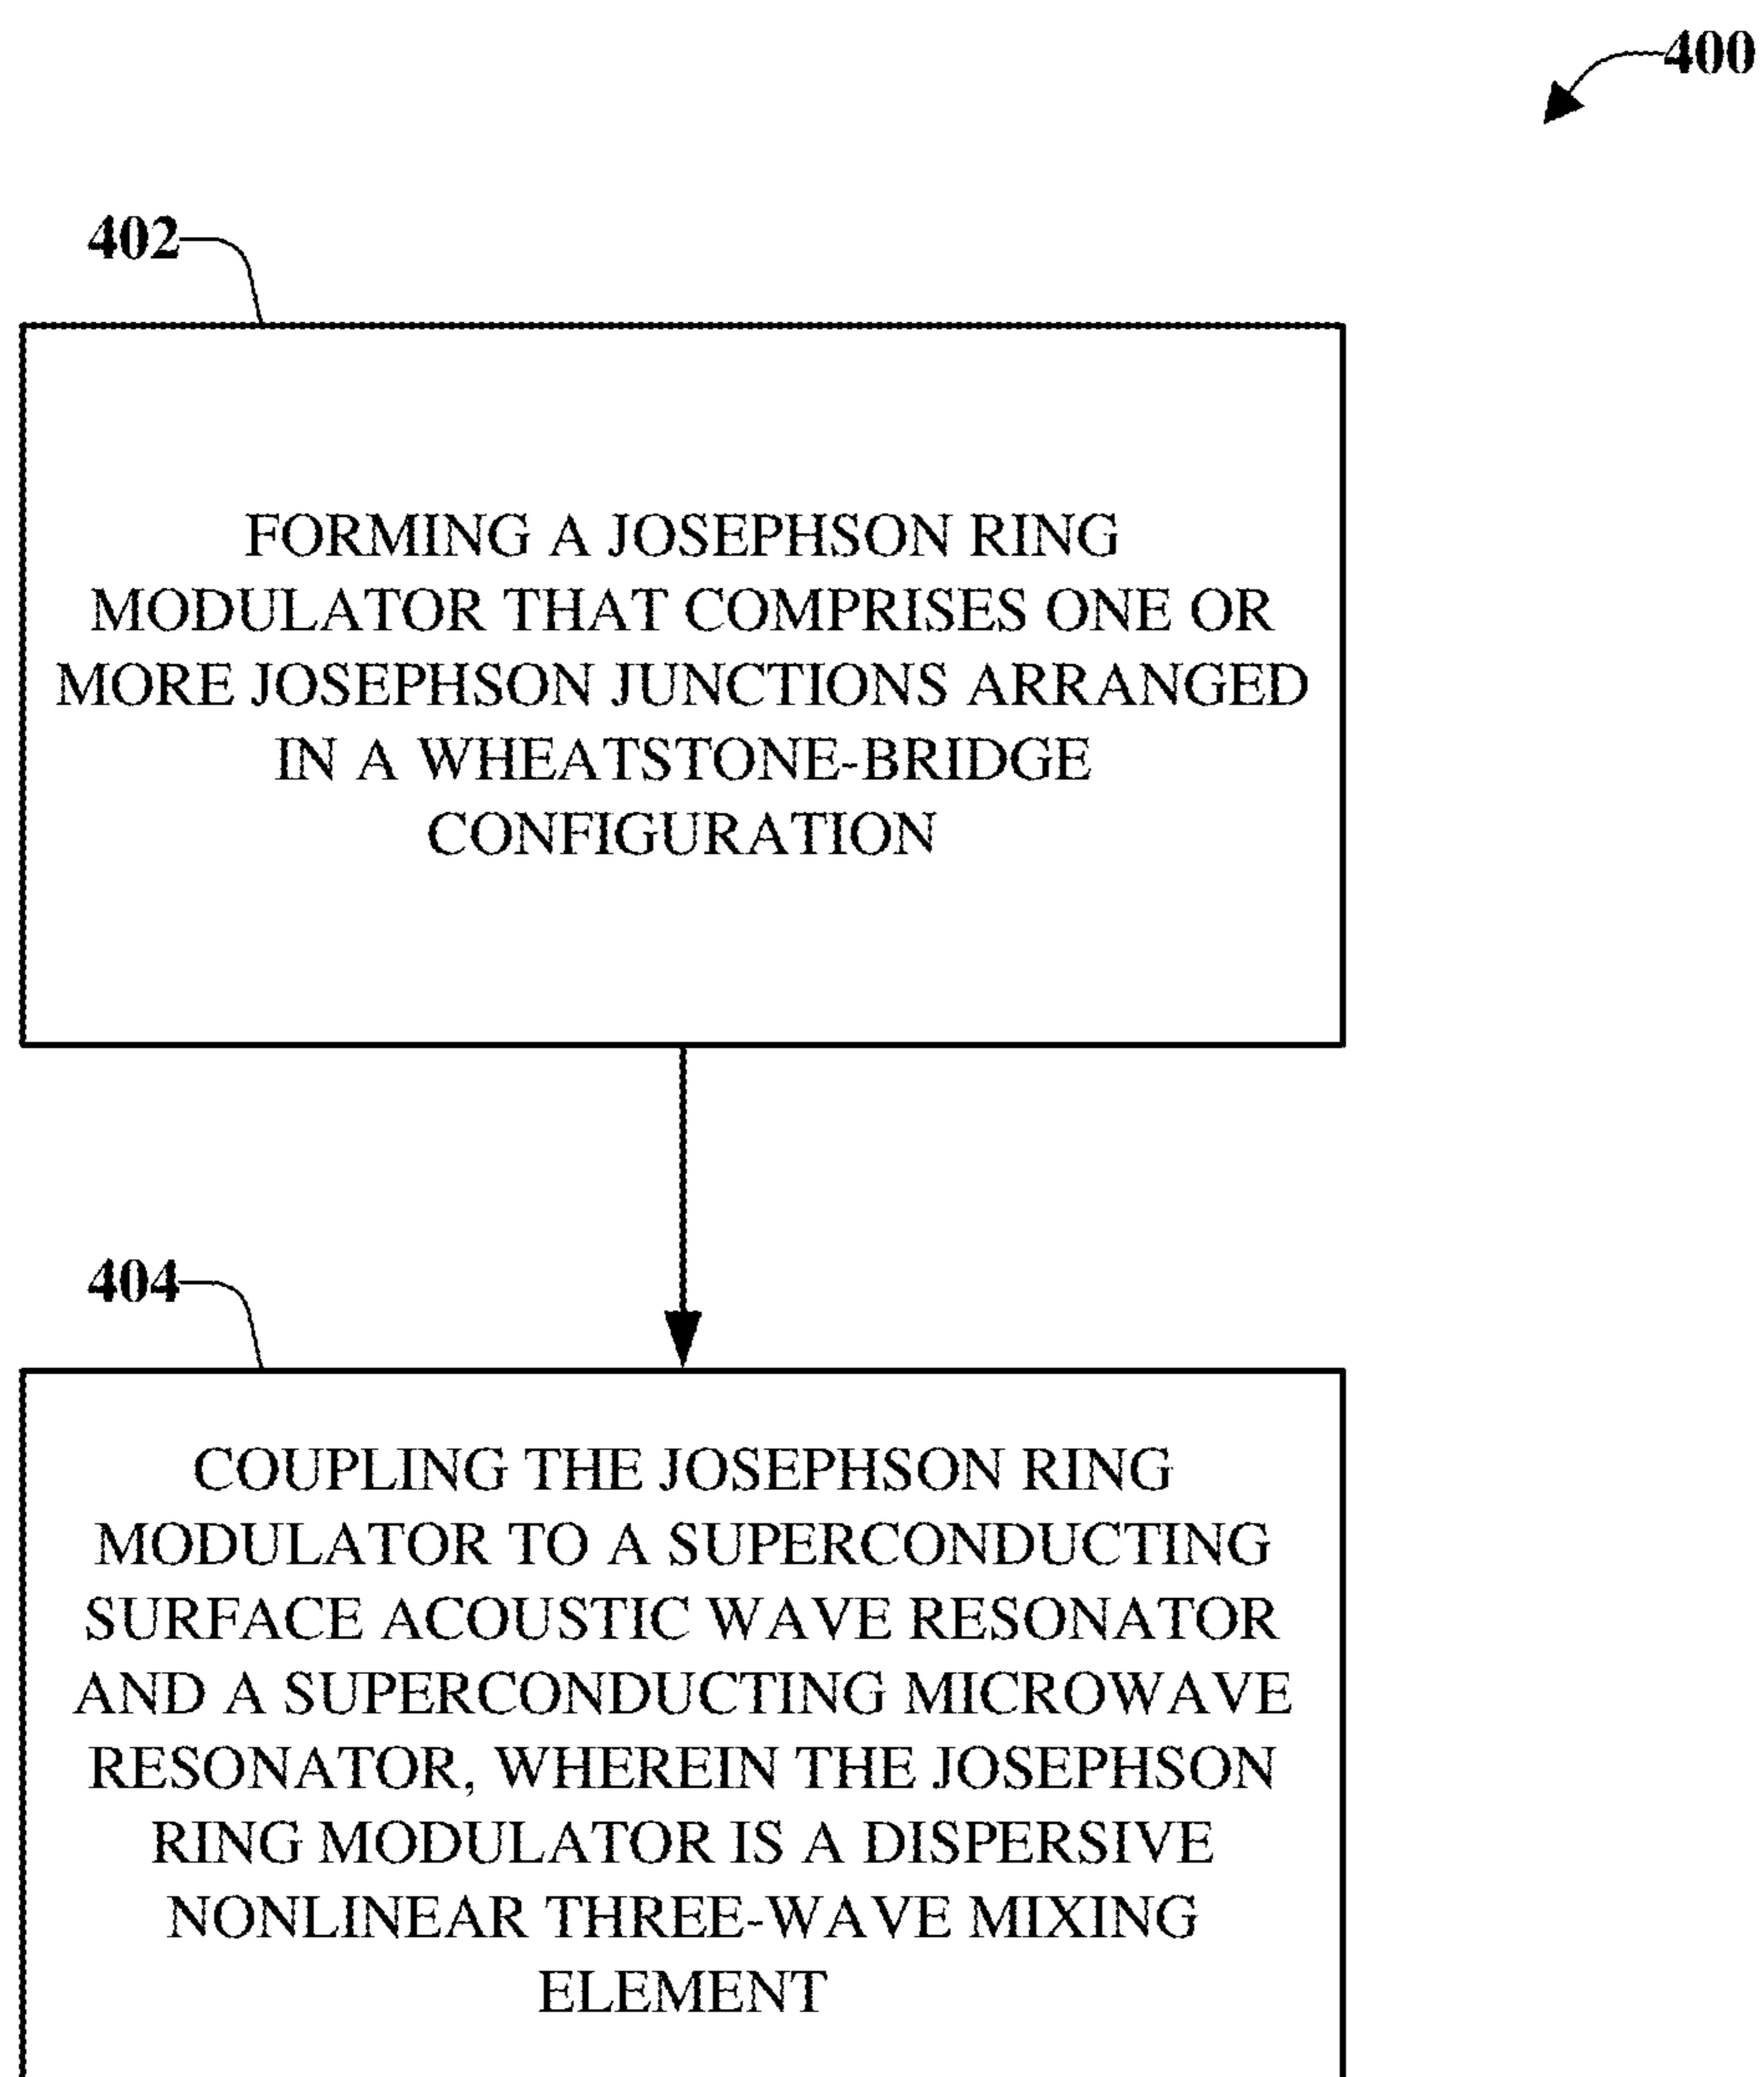 400
402
FORMING A JOSEPHSON RING
MODULATOR THAT COMPRISES ONE OR
MORE JOSEPHSON JUNCTIONS ARRANGED
IN A WHEATSTONE-BRIDGE
CONFIGURATION
404
COUPLING THE JOSEPHSON RING
MODULATOR TO A SUPERCONDUCTING
SURFACE ACOUSTIC WAVE RESONATOR
AND A SUPERCONDUCTING MICROWAVE
RESONATOR, WHEREIN THE JOSEPHSON
RING MODULATOR IS A DISPERSIVE
NONLINEAR THREE-WAVE MIXING
ELEMENT